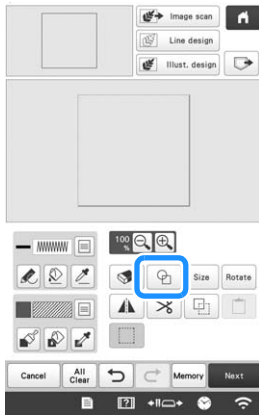 Image scan
Line design
Illust. design
100 %
Size
Rotate
Cancel
All Clear
Memory
Next